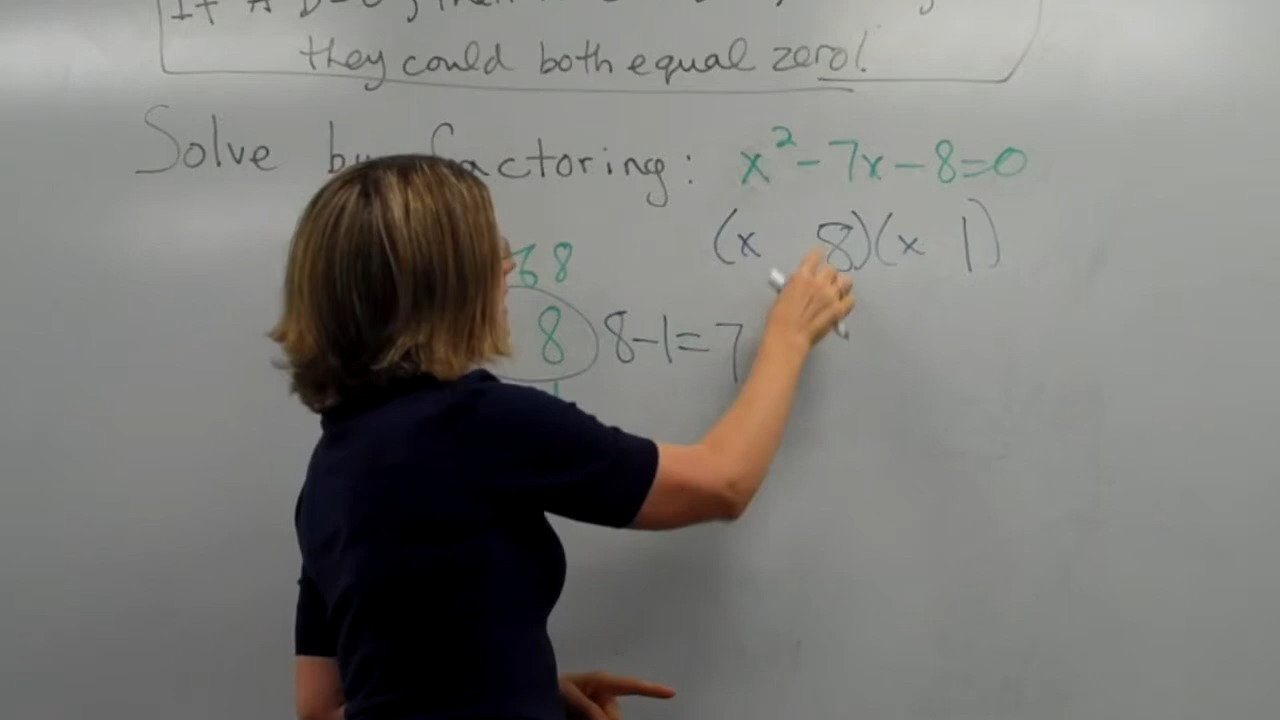 they could both equal zero!
Solve by factoring: x² - 7x - 8 = 0
(x 8)(x 1)
8
8 8 - 1 = 7